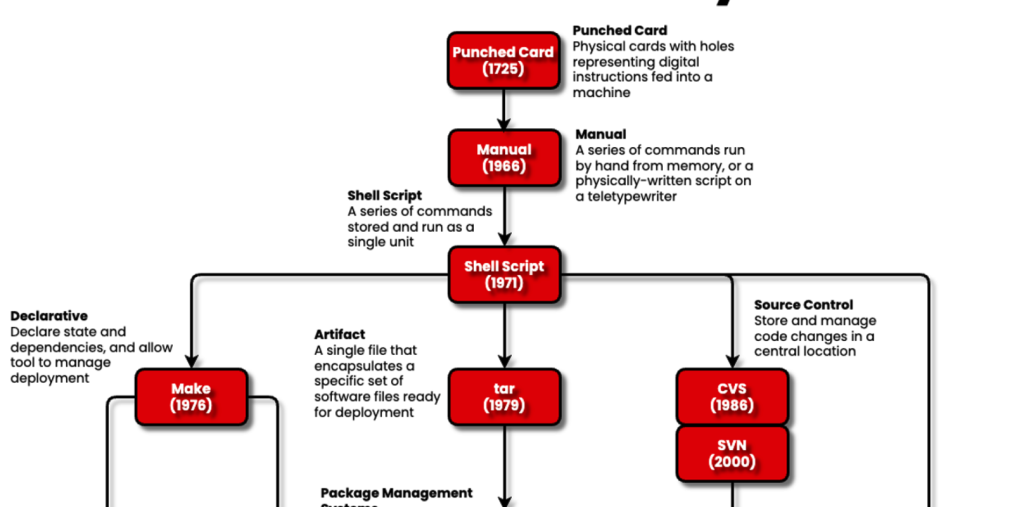 Punched Card
(1725)
Punched Card
Physical cards with holes
representing digital
instructions fed into a
machine
Manual
(1966)
Manual
A series of commands run
by hand from memory, or a
physically-written script on
a teletypewriter
Shell Script
A series of commands
stored and run as a
single unit
Shell Script
(1971)
Declarative
Declare state and
dependencies, and allow
tool to manage
deployment
Make
(1976)
Artifact
A single file that
encapsulates a
specific set of
software files ready
for deployment
tar
(1979)
Source Control
Store and manage
code changes in a
central location
CVS
(1986)
SVN
(2000)
Package Management